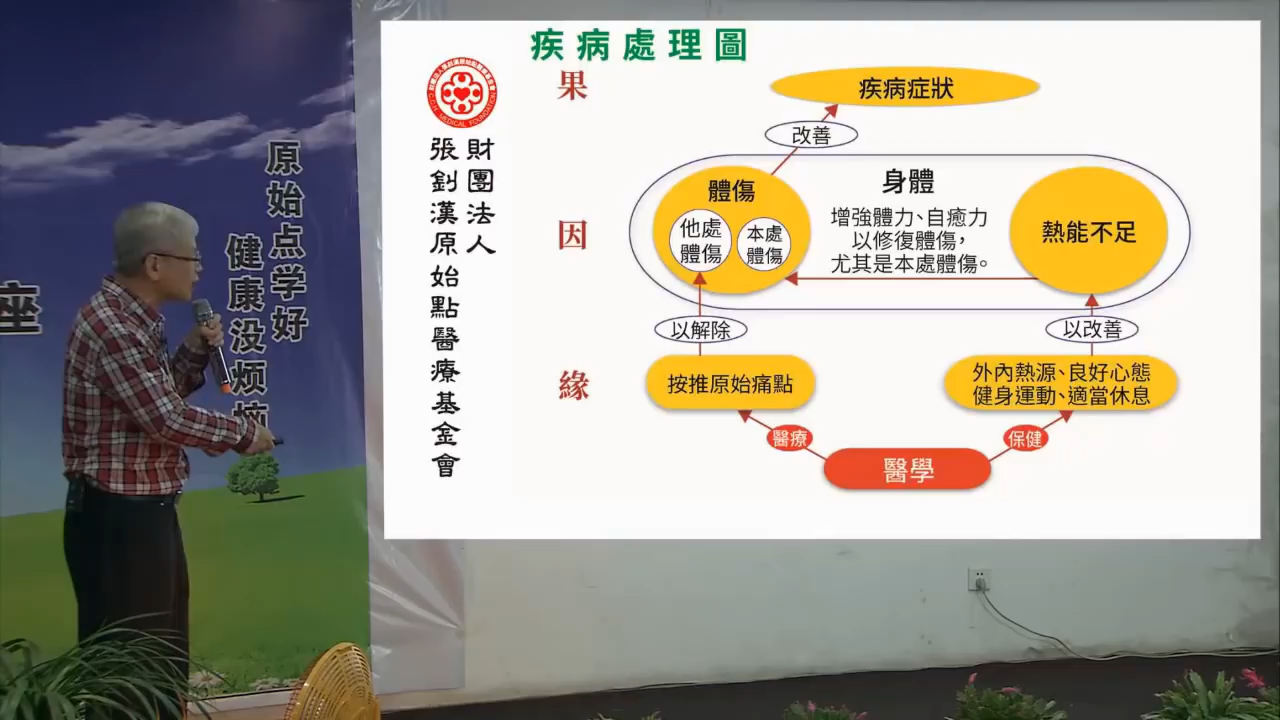 座
原始点学好
健康没烦恼
疾病處理圖
財團法人
張釗漢原始點醫療基金會
果
疾病症狀
改善
因
體傷
他處
體傷
本處
體傷
身體
增強體力、自癒力
以修復體傷，
尤其是本處體傷。
熱能不足
以解除
以改善
緣
按推原始痛點
外內熱源、良好心態
健身運動、適當休息
醫療
保健
醫學